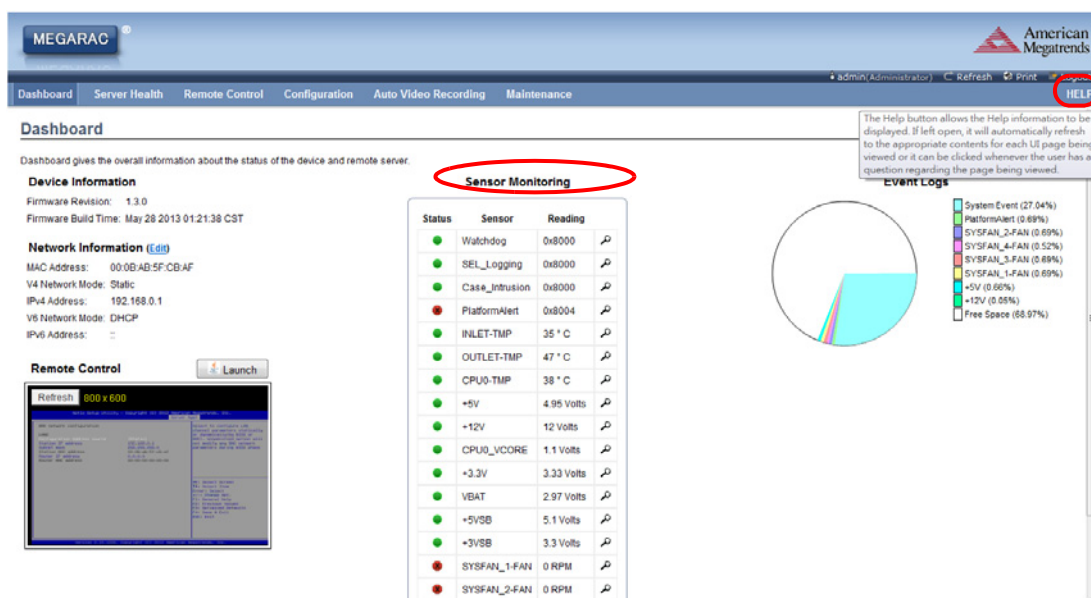 MEGARAC ®
American
Megatrends
admin(Administrator) Refresh Print Logout
Dashboard Server Health Remote Control Configuration Auto Video Recording Maintenance HELP
Dashboard
The Help button allows the Help information to be
displayed. If left open, it will automatically refresh
to the appropriate contents for each UI page being
viewed or it can be clicked whenever the user has a
question regarding the page being viewed.
Dashboard gives the overall information about the status of the device and remote server.
Device Information
Firmware Revision: 1.3.0
Firmware Build Time: May 28 2013 01:21:38 CST
Network Information (Edit)
MAC Address: 00:0B:AB:5F:CB:AF
V4 Network Mode: Static
IPv4 Address: 192.168.0.1
V6 Network Mode: DHCP
IPv6 Address: ::
Remote Control
Launch
Refresh 800 x 600
Sensor Monitoring
Status Sensor Reading
Watchdog 0x8000
SEL_Logging 0x8000
Case_Intrusion 0x8000
PlatformAlert 0x8004
INLET-TMP 35 ° C
OUTLET-TMP 47 ° C
CPU0-TMP 38 ° C
+5V 4.95 Volts
+12V 12 Volts
CPU0_VCORE 1.1 Volts
+3.3V 3.33 Volts
VBAT 2.97 Volts
+5VSB 5.1 Volts
+3VSB 3.3 Volts
SYSFAN_1-FAN 0 RPM
SYSFAN_2-FAN 0 RPM
Event Logs
System Event (27.04%)
PlatformAlert (0.69%)
SYSFAN_2-FAN (0.69%)
SYSFAN_4-FAN (0.52%)
SYSFAN_3-FAN (0.69%)
SYSFAN_1-FAN (0.69%)
+5V (0.66%)
+12V (0.05%)
Free Space (68.97%)